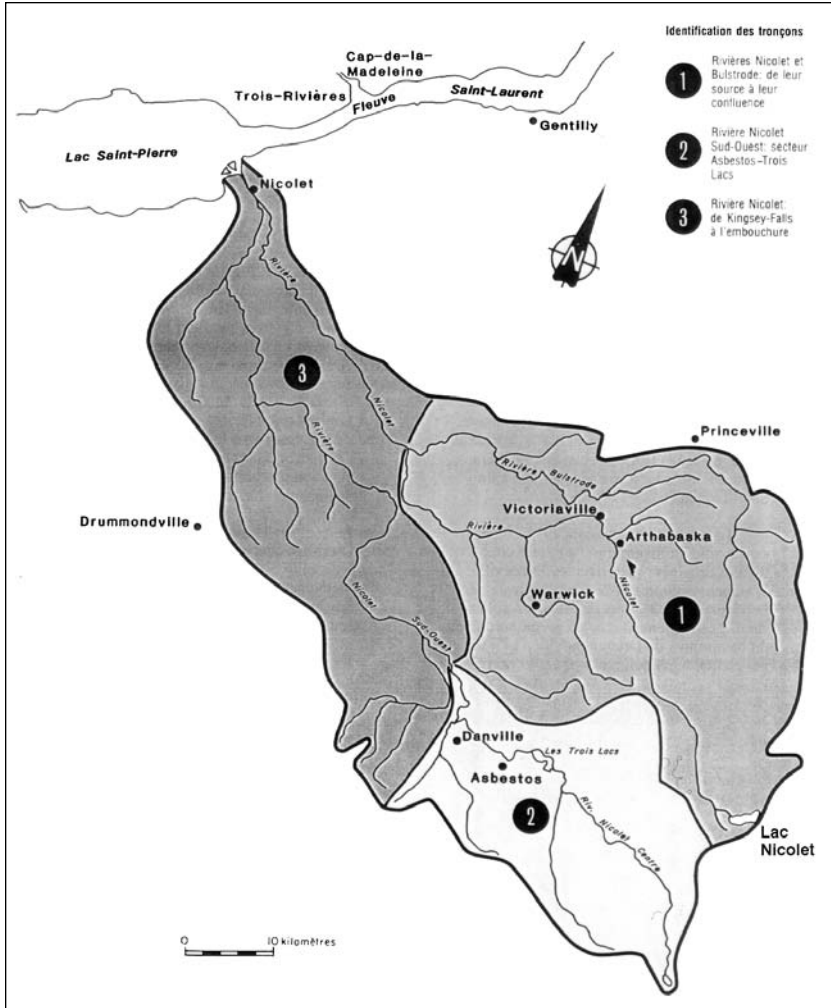 Identification des tronçons
1
Rivières Nicolet et
Bulstrode: de leur
source à leur
confluence
2
Rivière Nicolet
Sud-Ouest: secteur
Asbestos-Trois
Lacs
3
Rivière Nicolet:
de Kingsey-Falls
à l'embouchure
Cap-de-la-
Madeleine
Trois-Rivières
Fleuve
Saint-Laurent
Gentilly
Lac Saint-Pierre
Nicolet
N
Rivière
Nicolet
3
Rivière
Nicolet
Sud-Ouest
Drummondville
Princeville
Rivière Bulstrode
Victoriaville
Rivière
Arthabaska
Nicolet
Warwick
1
Danville
Les Trois Lacs
Asbestos
2
Riv. Nicolet Centre
Lac
Nicolet
0 10 kilomètres